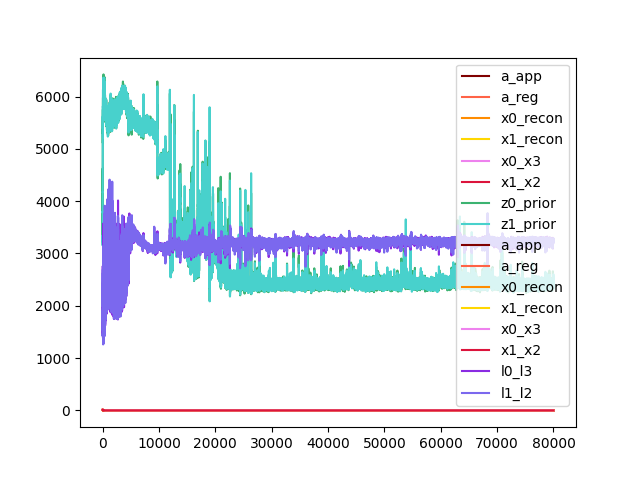 6000
5000
4000
3000
2000
1000
0
0 10000 20000 30000 40000 50000 60000 70000 80000
a_app
a_reg
x0_recon
x1_recon
x0_x3
x1_x2
z0_prior
z1_prior
a_app
a_reg
x0_recon
x1_recon
x0_x3
x1_x2
l0_l3
l1_l2